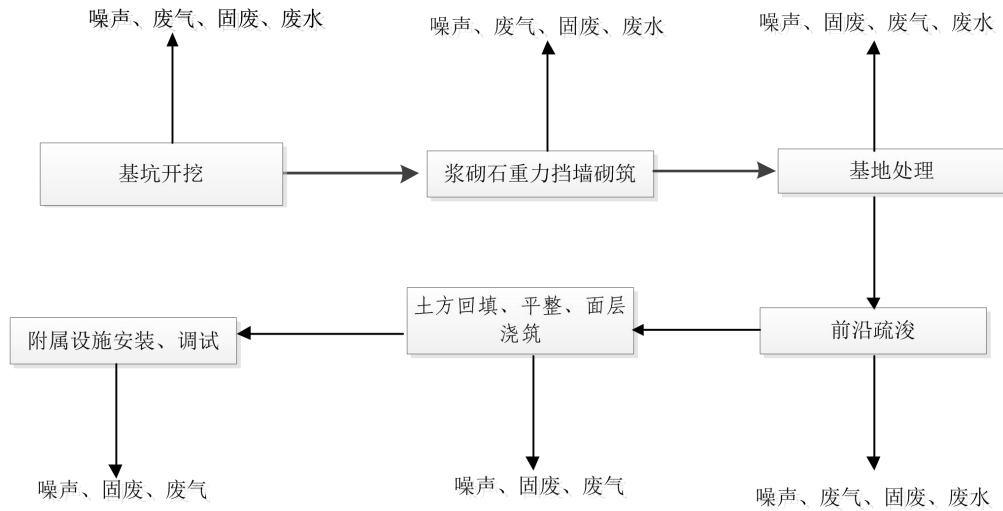 噪声、废气、固废、废水
噪声、废气、固废、废水
噪声、固废、废气、废水
基坑开挖
浆砌石重力挡墙砌筑
基地处理
附属设施安装、调试
土方回填、平整、面层
浇筑
前沿疏浚
噪声、固废、废气
噪声、固废、废气
噪声、废气、固废、废水